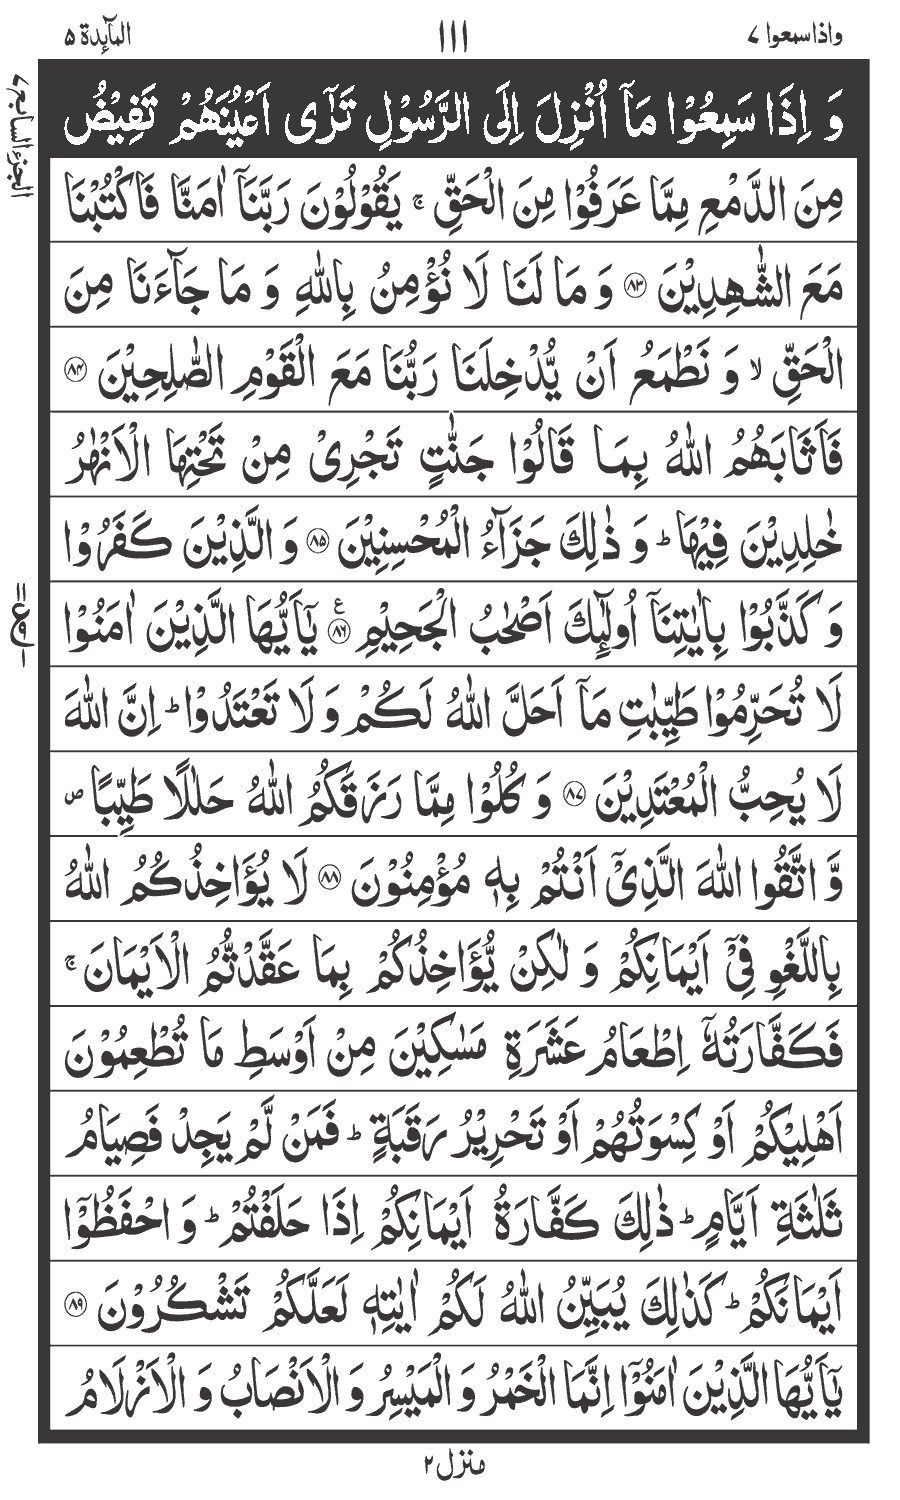 واذاسمعوا ۷
۱۱۱
المآئدة ۵
وَ اِذَا سَمِعُوْا مَاۤ اُنْزِلَ اِلَی الرَّسُوْلِ تَرٰۤی اَعْیُنَهُمْ تَفِیْضُ
الجزء السابع ۷
مِنَ الدَّمْعِ مِمَّا عَرَفُوْا مِنَ الْحَقِّ ۚ یَقُوْلُوْنَ رَبَّنَاۤ اٰمَنَّا فَاكْتُبْنَا
مَعَ الشّٰهِدِیْنَ ﴿۸۳﴾ وَ مَا لَنَا لَا نُؤْمِنُ بِاللّٰهِ وَ مَا جَآءَنَا مِنَ
الْحَقِّ ۙ وَ نَطْمَعُ اَنْ یُّدْخِلَنَا رَبُّنَا مَعَ الْقَوْمِ الصّٰلِحِیْنَ ﴿۸۴﴾
فَاَثَابَهُمُ اللّٰهُ بِمَا قَالُوْا جَنّٰتٍ تَجْرِیْ مِنْ تَحْتِهَا الْاَنْهٰرُ
خٰلِدِیْنَ فِیْهَا ؕ وَ ذٰلِكَ جَزَآءُ الْمُحْسِنِیْنَ ﴿۸۵﴾ وَ الَّذِیْنَ كَفَرُوْا
وَ كَذَّبُوْا بِاٰیٰتِنَاۤ اُولٰٓىِٕكَ اَصْحٰبُ الْجَحِیْمِ ﴿۸۶﴾ ع یٰۤاَیُّهَا الَّذِیْنَ اٰمَنُوْا
لَا تُحَرِّمُوْا طَیِّبٰتِ مَاۤ اَحَلَّ اللّٰهُ لَكُمْ وَ لَا تَعْتَدُوْا ؕ اِنَّ اللّٰهَ
لَا یُحِبُّ الْمُعْتَدِیْنَ ﴿۸۷﴾ وَ كُلُوْا مِمَّا رَزَقَكُمُ اللّٰهُ حَلٰلًا طَیِّبًا ۪
وَّ اتَّقُوا اللّٰهَ الَّذِیْۤ اَنْتُمْ بِهٖ مُؤْمِنُوْنَ ﴿۸۸﴾ لَا یُؤَاخِذُكُمُ اللّٰهُ
بِاللَّغْوِ فِیْۤ اَیْمَانِكُمْ وَ لٰكِنْ یُّؤَاخِذُكُمْ بِمَا عَقَّدْتُّمُ الْاَیْمَانَ ۚ
فَكَفَّارَتُهٗۤ اِطْعَامُ عَشَرَةِ مَسٰكِیْنَ مِنْ اَوْسَطِ مَا تُطْعِمُوْنَ
اَهْلِیْكُمْ اَوْ كِسْوَتُهُمْ اَوْ تَحْرِیْرُ رَقَبَةٍ ؕ فَمَنْ لَّمْ یَجِدْ فَصِیَامُ
ثَلٰثَةِ اَیَّامٍ ؕ ذٰلِكَ كَفَّارَةُ اَیْمَانِكُمْ اِذَا حَلَفْتُمْ ؕ وَ احْفَظُوْۤا
اَیْمَانَكُمْ ؕ كَذٰلِكَ یُبَیِّنُ اللّٰهُ لَكُمْ اٰیٰتِهٖ لَعَلَّكُمْ تَشْكُرُوْنَ ﴿۸۹﴾
یٰۤاَیُّهَا الَّذِیْنَ اٰمَنُوْۤا اِنَّمَا الْخَمْرُ وَ الْمَیْسِرُ وَ الْاَنْصَابُ وَ الْاَزْلَامُ
منزل ۲